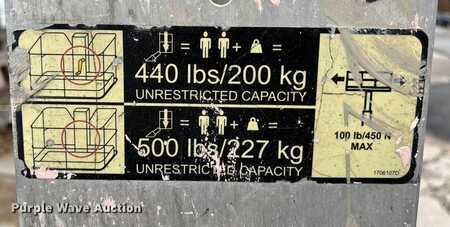 440 lbs/200 kg
UNRESTRICTED CAPACITY
500 lbs/227 kg
UNRESTRICTED CAPACITY
100 lb/450 N
MAX
1706107D
Purple Wave Auction